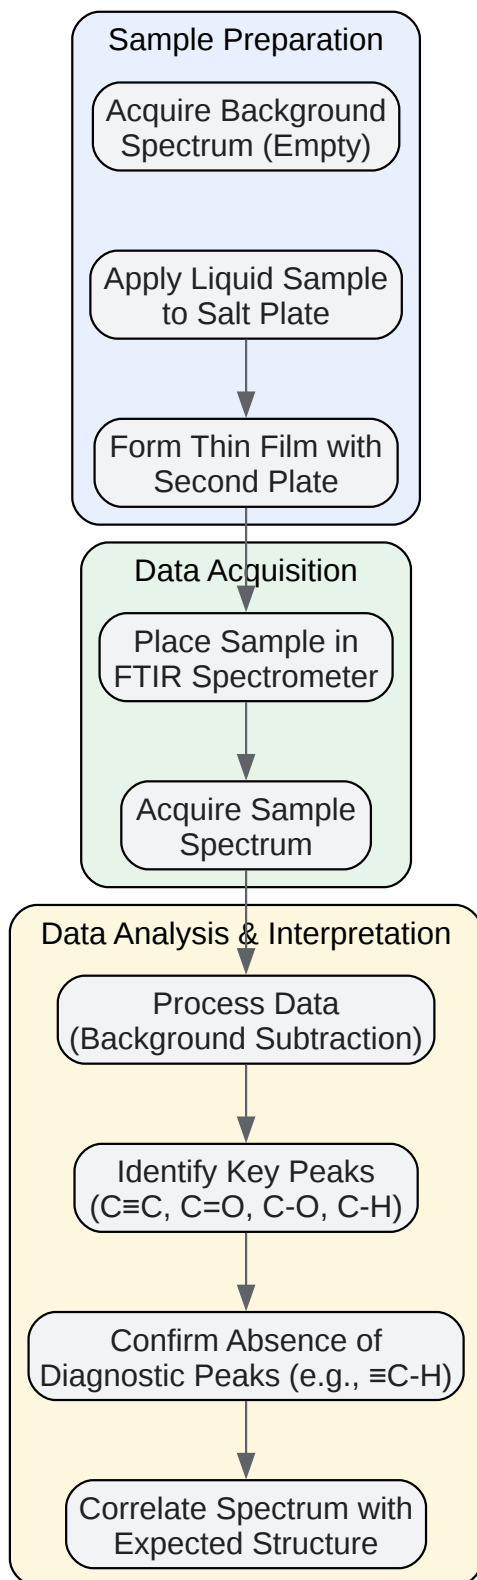 Sample Preparation
Acquire Background
Spectrum (Empty)
Apply Liquid Sample
to Salt Plate
Form Thin Film with
Second Plate
Data Acquisition
Place Sample in
FTIR Spectrometer
Acquire Sample
Spectrum
Data Analysis & Interpretation
Process Data
(Background Subtraction)
Identify Key Peaks
(C≡C, C=O, C-O, C-H)
Confirm Absence of
Diagnostic Peaks (e.g., ≡C-H)
Correlate Spectrum with
Expected Structure